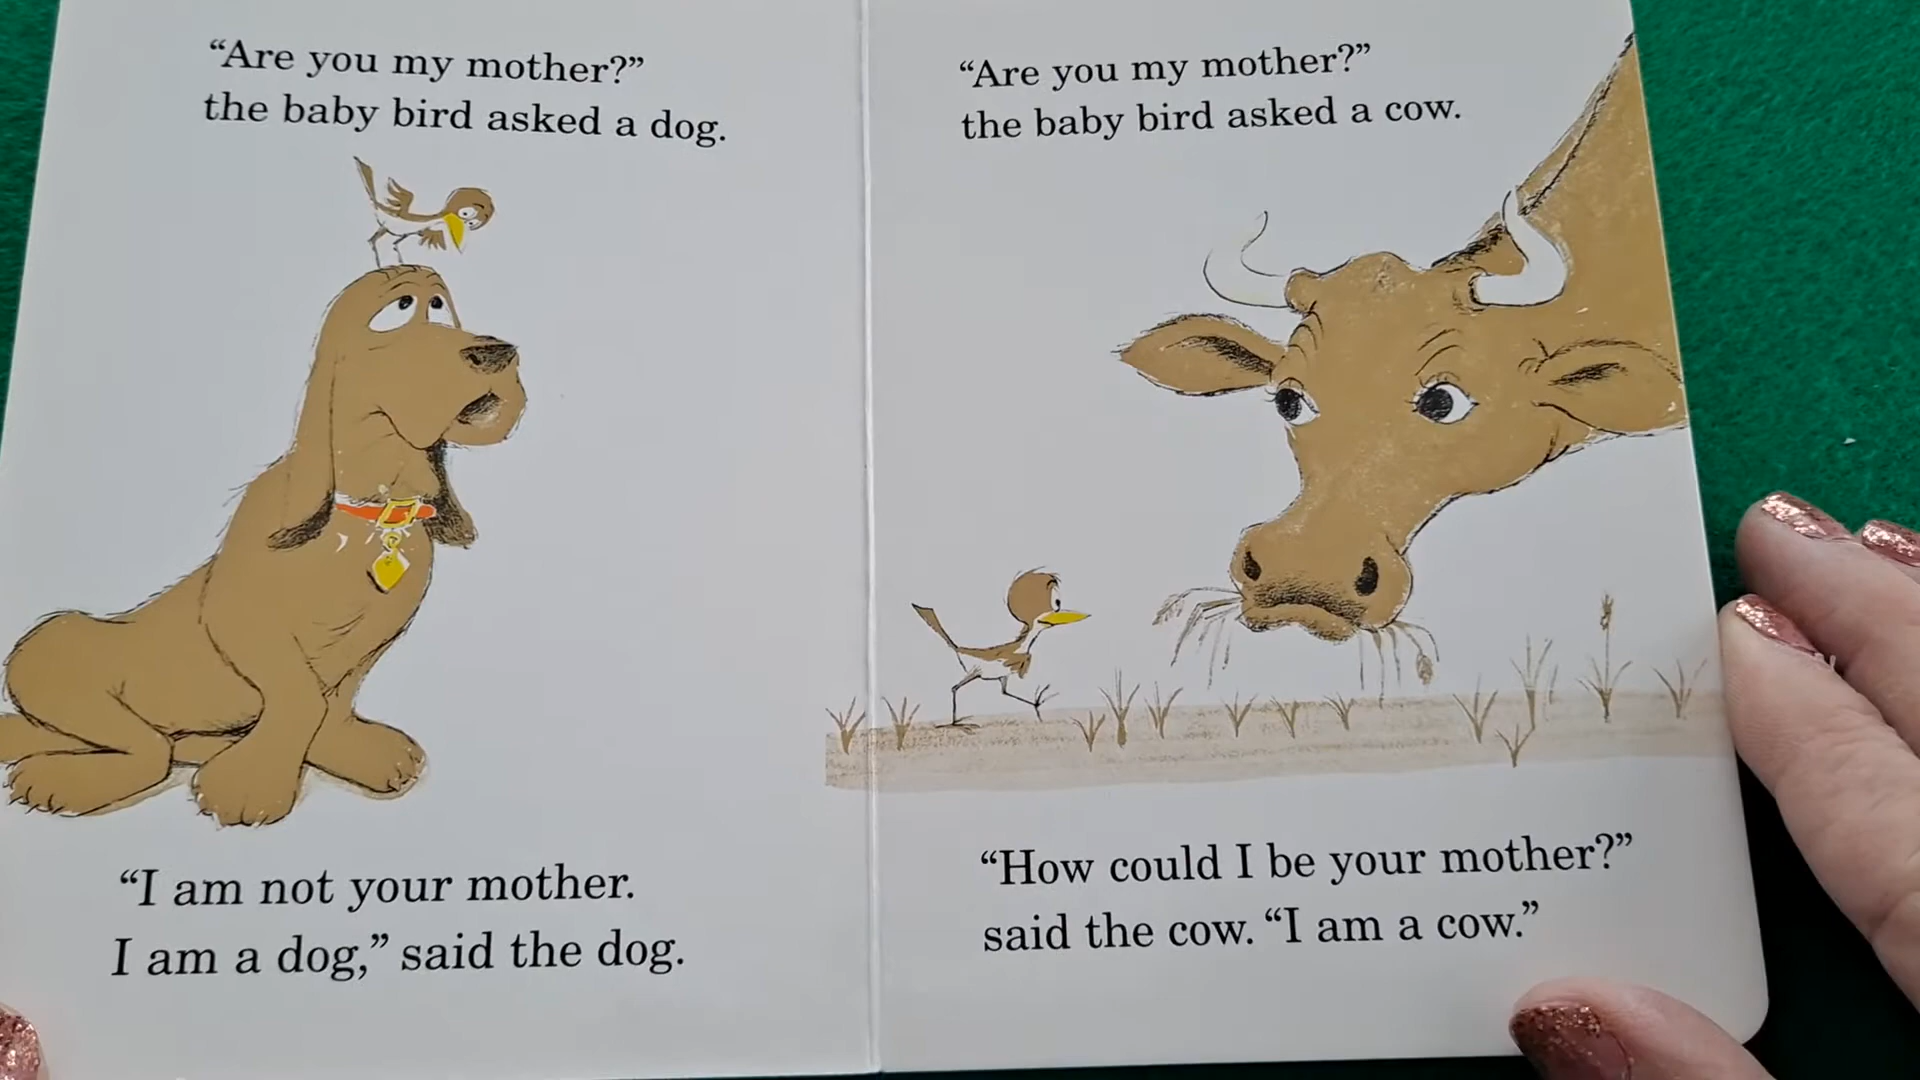 “Are you my mother?”
the baby bird asked a dog.
“I am not your mother.
I am a dog,” said the dog.
“Are you my mother?”
the baby bird asked a cow.
“How could I be your mother?”
said the cow. “I am a cow.”